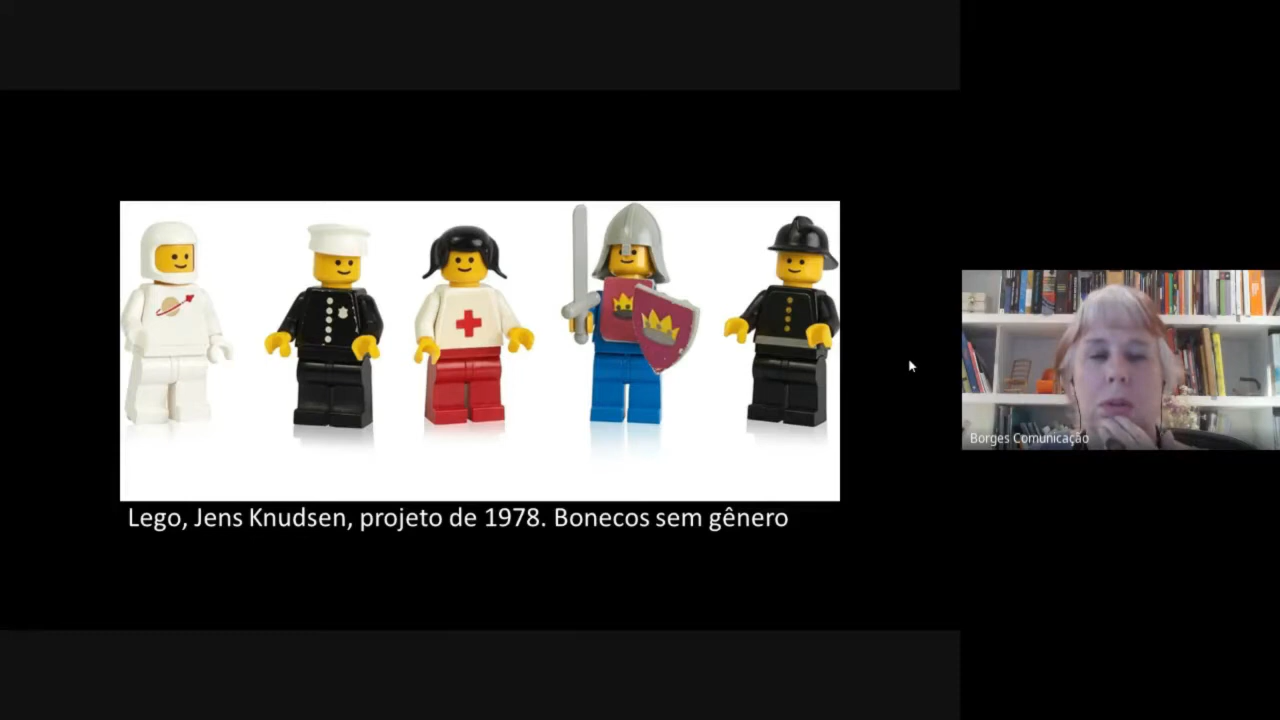 Lego, Jens Knudsen, projeto de 1978. Bonecos sem gênero
Borges Comunicação